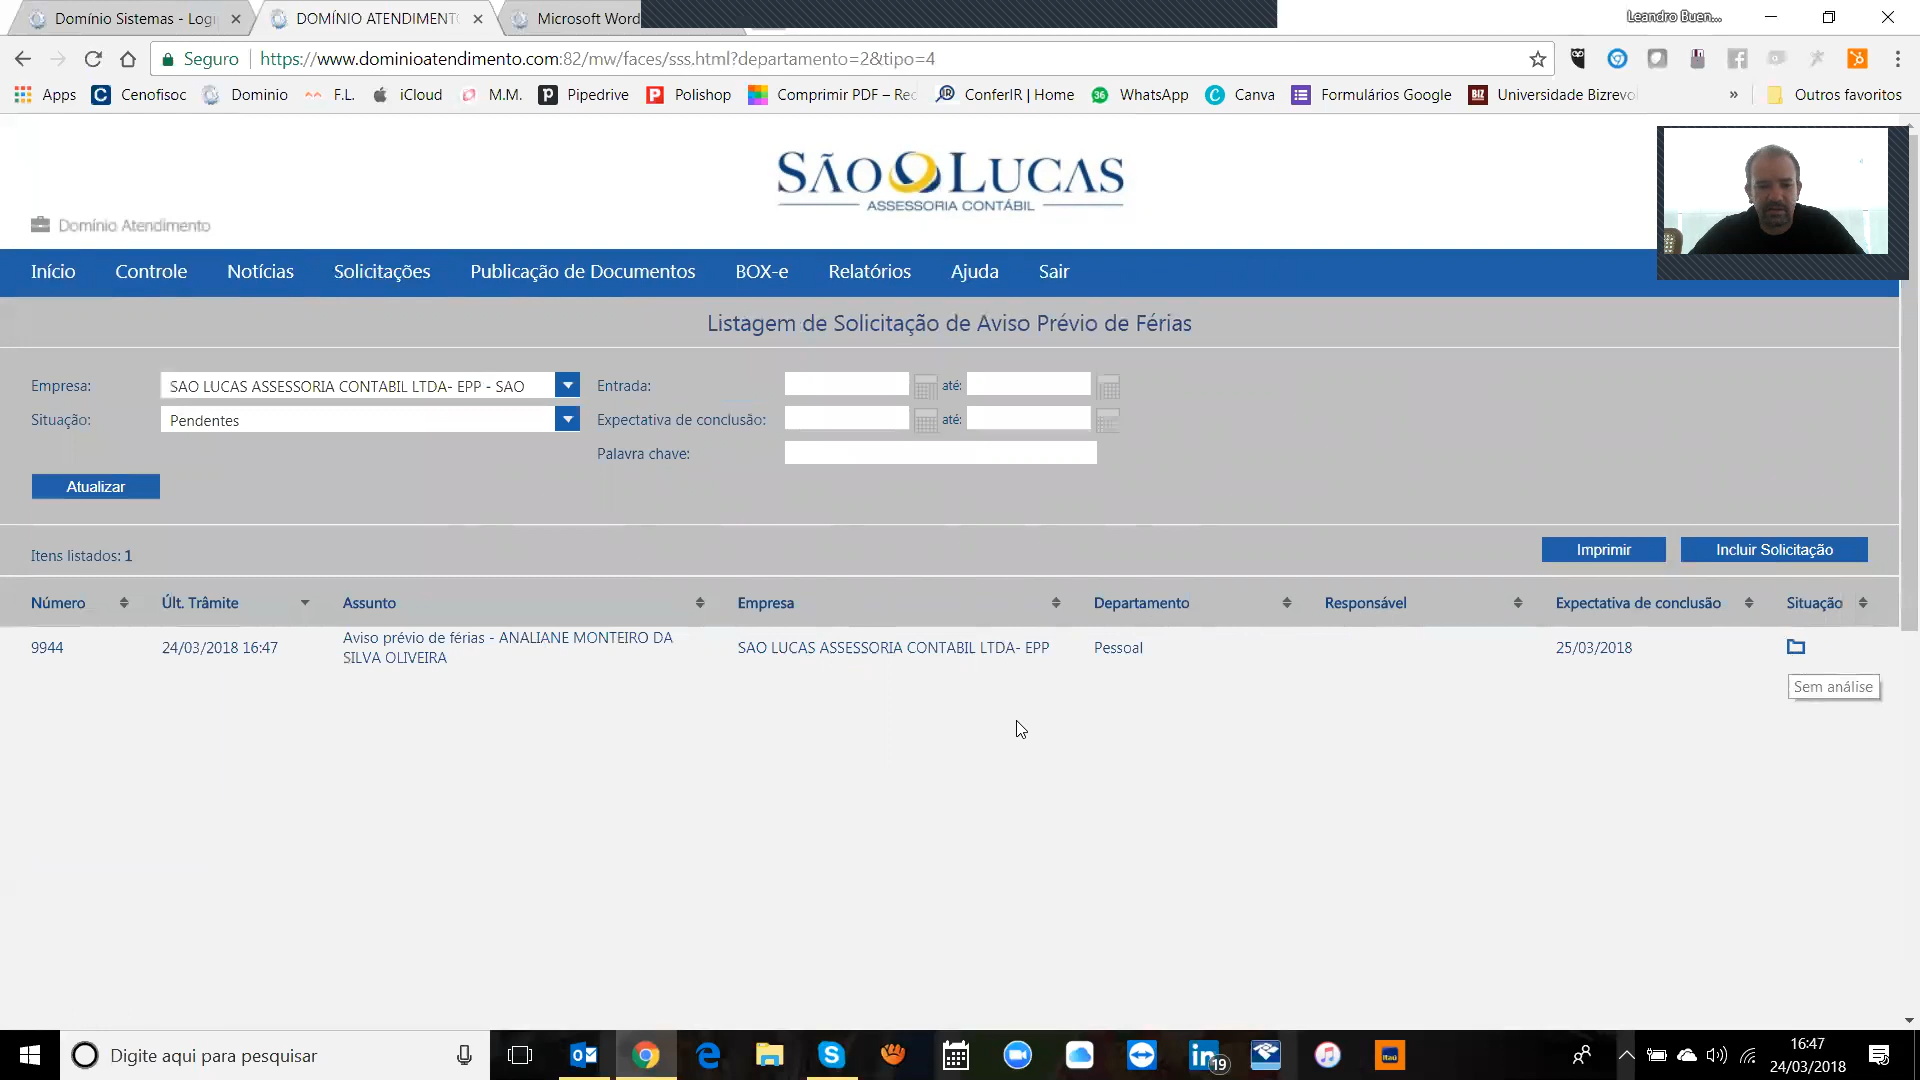 Domínio Sistemas - Logi
DOMÍNIO ATENDIMENTO
Microsoft Word
Leandro Buen...
Seguro
https://www.dominioatendimento.com:82/mw/faces/sss.html?departamento=2&tipo=4
Apps Cenofisoc Dominio F.L. iCloud M.M. Pipedrive Polishop Comprimir PDF – Red ConferIR | Home WhatsApp Canva Formulários Google Universidade Bizrevo » Outros favoritos
SÃO LUCAS
ASSESSORIA CONTÁBIL
Domínio Atendimento
Início Controle Notícias Solicitações Publicação de Documentos BOX-e Relatórios Ajuda Sair
Listagem de Solicitação de Aviso Prévio de Férias
Empresa: SAO LUCAS ASSESSORIA CONTABIL LTDA- EPP - SAO Entrada: até:
Situação: Pendentes Expectativa de conclusão: até:
Palavra chave:
Atualizar
Itens listados: 1 Imprimir Incluir Solicitação
Número Últ. Trâmite Assunto Empresa Departamento Responsável Expectativa de conclusão Situação
9944 24/03/2018 16:47 Aviso prévio de férias - ANALIANE MONTEIRO DA SILVA OLIVEIRA SAO LUCAS ASSESSORIA CONTABIL LTDA- EPP Pessoal 25/03/2018
Sem análise
Digite aqui para pesquisar
19
16:47
24/03/2018